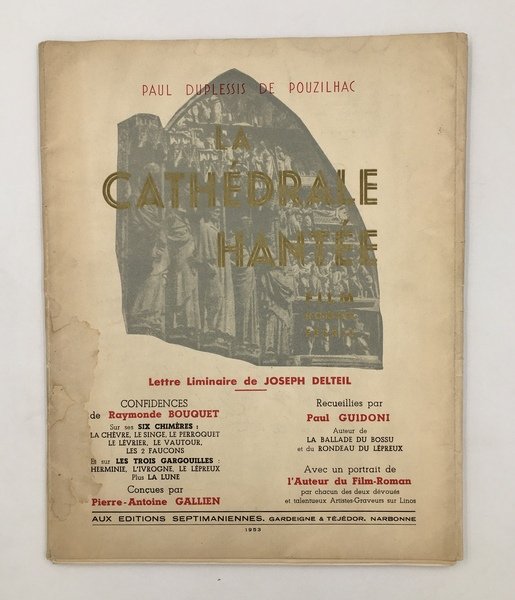 PAUL DUPLESSIS DE POUZILHAC
LA
CATHÉDRALE
HANTÉE
FILM
Lettre Liminaire de JOSEPH DELTEIL
CONFIDENCES
de Raymonde BOUQUET
Sur ses SIX CHIMÈRES :
LA CHÈVRE, LE SINGE, LE PERROQUET
LE LÉVRIER, LE VAUTOUR,
LES 2 FAUCONS
Et sur LES TROIS GARGOUILLES :
HERMINIE, L'IVROGNE, LE LÉPREUX
Plus LA LUNE
Concues par
Pierre-Antoine GALLIEN
Recueillies par
Paul GUIDONI
Auteur de
LA BALLADE DU BOSSU
et du RONDEAU DU LÉPREUX
Avec un portrait de
l'Auteur du Film-Roman
par chacun des deux dévoués
et talentueux Artistes-Graveurs sur Linos
AUX EDITIONS SEPTIMANIENNES, GARDEIGNE & TÉJÉDOR, NARBONNE
1953